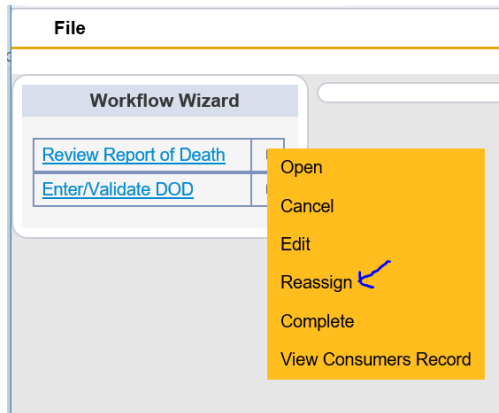 File
Workflow Wizard
Review Report of Death
Enter/Validate DOD
Open
Cancel
Edit
Reassign
Complete
View Consumers Record